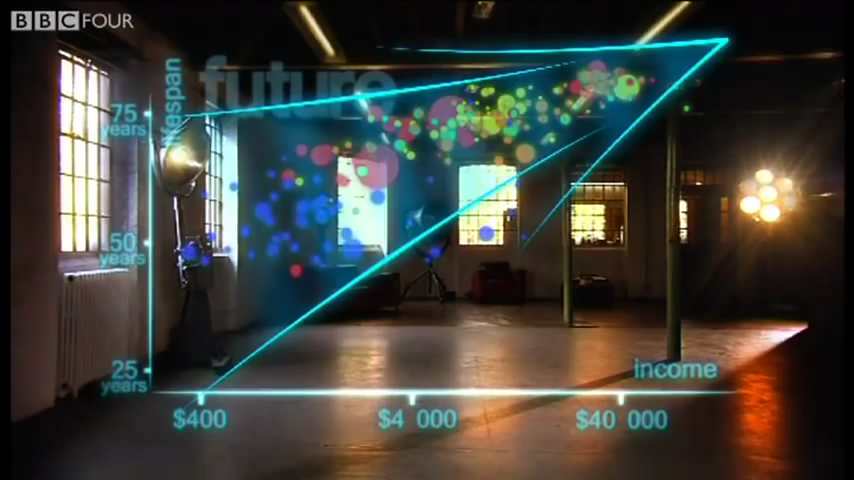 BBC FOUR
future
lifespan
75
years
50
years
25
years
income
$400
$4 000
$40 000